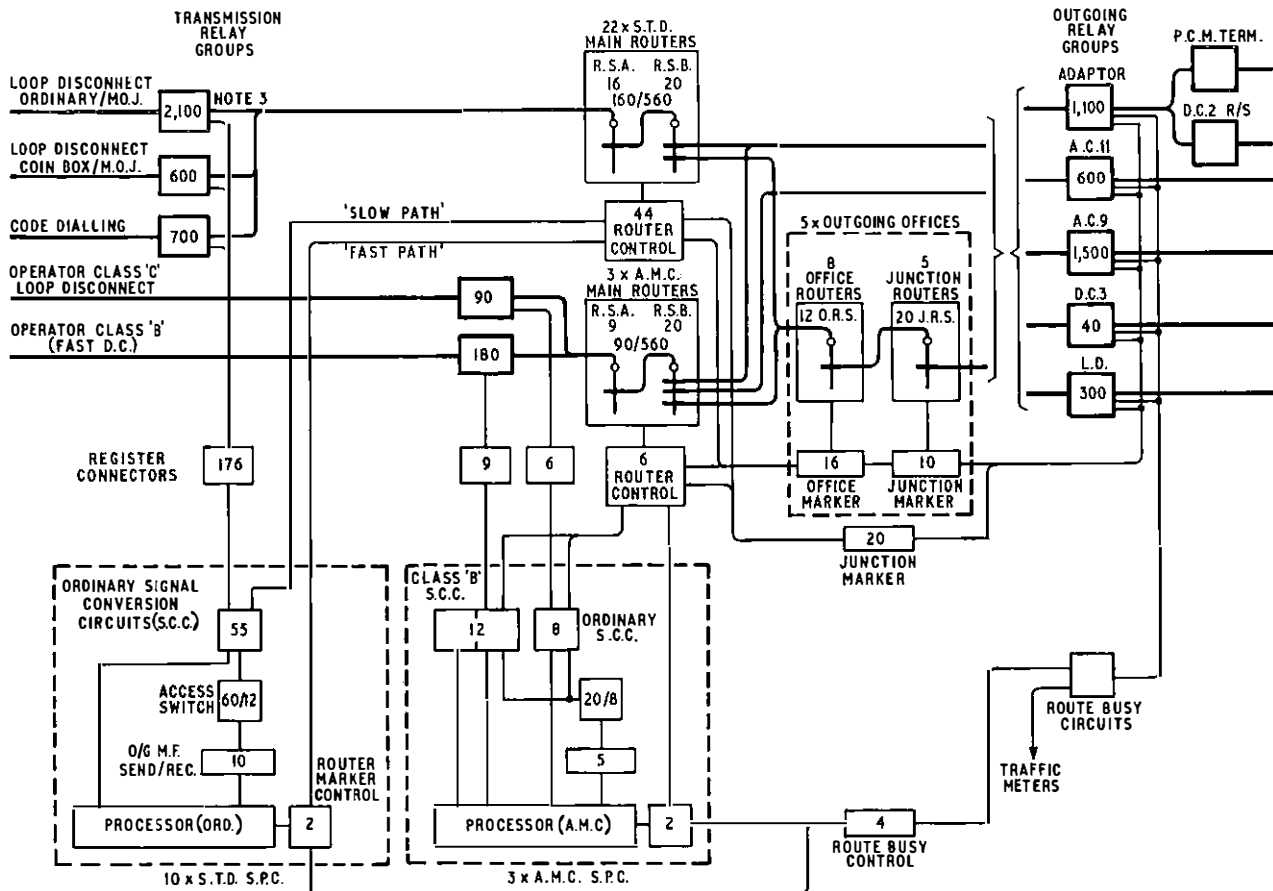 TRANSMISSION
RELAY
GROUPS
22 x S.T.D.
MAIN ROUTERS
OUTGOING
RELAY
GROUPS
P.C.M. TERM.
R.S.A. R.S.B.
16 20
160/560
ADAPTOR
1,100
D.C.2 R/S
LOOP DISCONNECT
ORDINARY/M.O.J.
2,100
NOTE 3
LOOP DISCONNECT
COIN BOX/M.O.J.
600
A.C.11
600
CODE DIALLING
700
'SLOW PATH'
44
ROUTER
CONTROL
'FAST PATH'
5 x OUTGOING OFFICES
A.C.9
1,500
OPERATOR CLASS 'C'
LOOP DISCONNECT
90
3 x A.M.C.
MAIN ROUTERS
8
OFFICE
ROUTERS
5
JUNCTION
ROUTERS
R.S.A. R.S.B.
9 20
90/560
12 O.R.S.
20 J.R.S.
D.C.3
40
OPERATOR CLASS 'B'
(FAST D.C.)
180
L.D.
300
REGISTER
CONNECTORS
176
9
6
6
ROUTER
CONTROL
16
OFFICE
MARKER
10
JUNCTION
MARKER
20
JUNCTION
MARKER
ORDINARY SIGNAL
CONVERSION
CIRCUITS (S.C.C.)
55
CLASS 'B'
S.C.C.
12
8
ORDINARY
S.C.C.
ACCESS
SWITCH
60/12
20/8
ROUTE BUSY
CIRCUITS
O/G M.F.
SEND/REC.
10
5
ROUTER
MARKER
CONTROL
TRAFFIC
METERS
PROCESSOR (ORD.)
2
PROCESSOR (A.M.C)
2
4
ROUTE BUSY
CONTROL
10 x S.T.D. S.P.C.
3 x A.M.C. S.P.C.